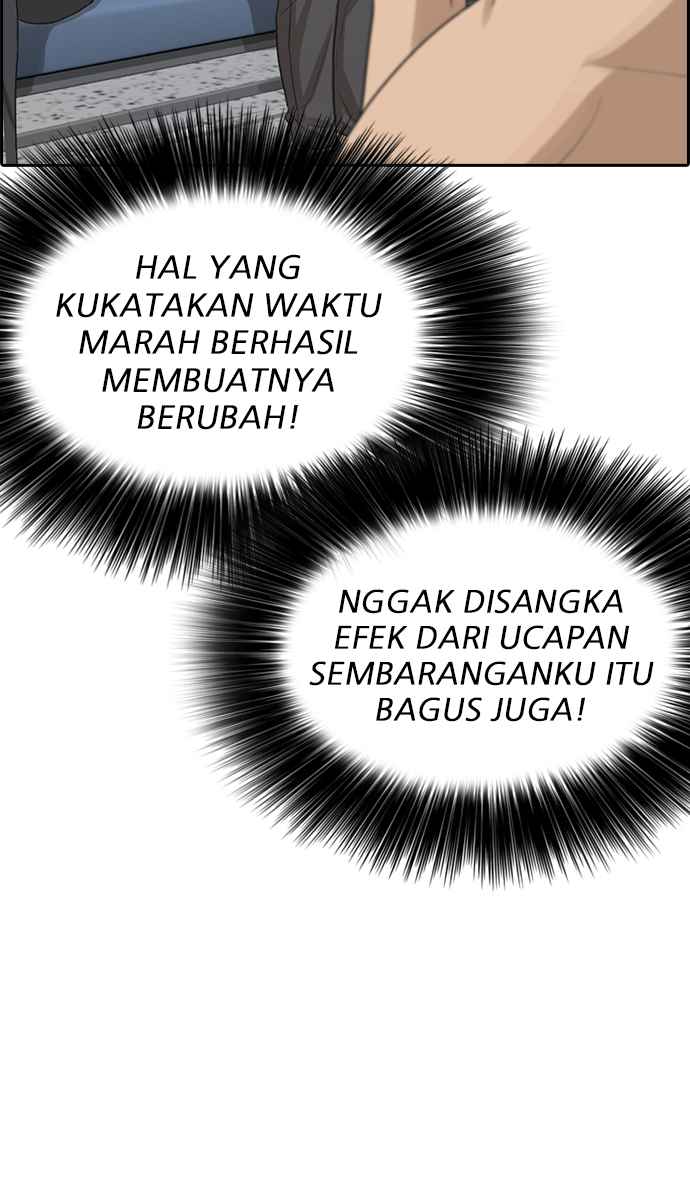 HAL YANG
KUKATAKAN WAKTU
MARAH BERHASIL
MEMBUATNYA
BERUBAH!
NGGAK DISANGKA
EFEK DARI UCAPAN
SEMBARANGANKU ITU
BAGUS JUGA!